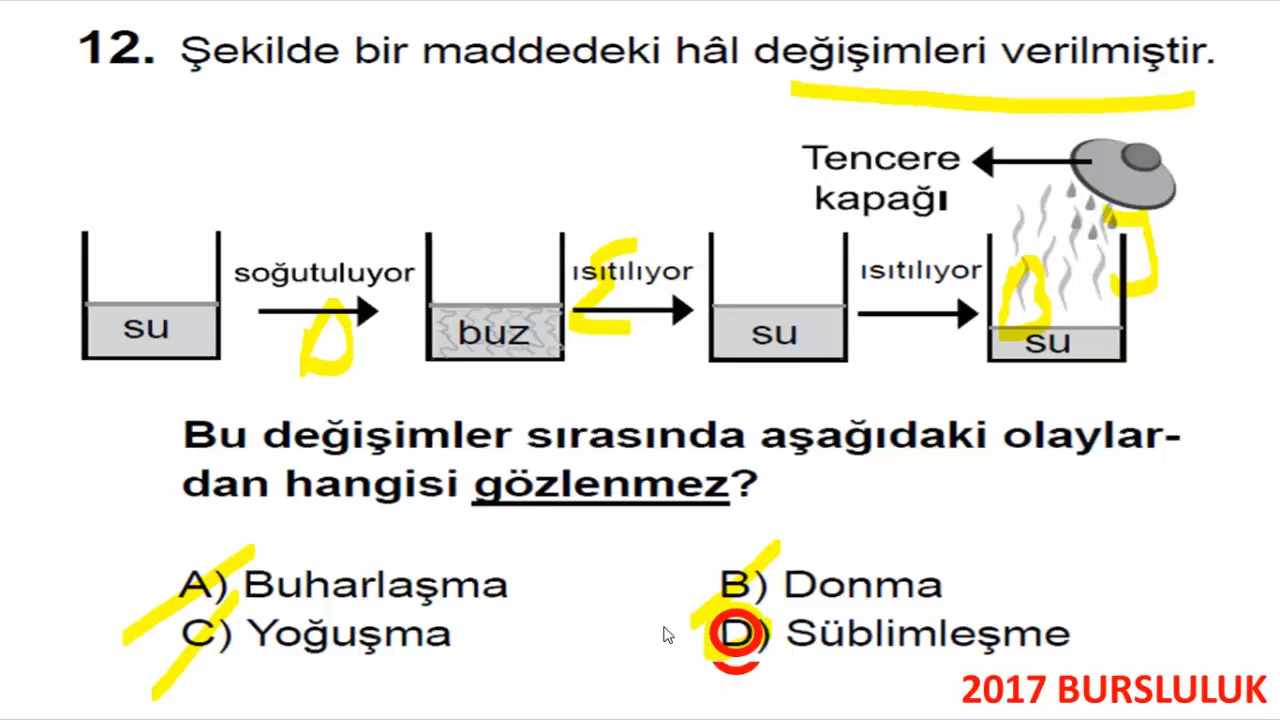 12. Şekilde bir maddedeki hâl değişimleri verilmiştir.
Tencere
kapağı
soğutuluyor
ısıtılıyor
ısıtılıyor
su
buz
su
su
Bu değişimler sırasında aşağıdaki olaylar-
dan hangisi gözlenmez?
A) Buharlaşma
B) Donma
C) Yoğuşma
D) Süblimleşme
2017 BURSLULUK